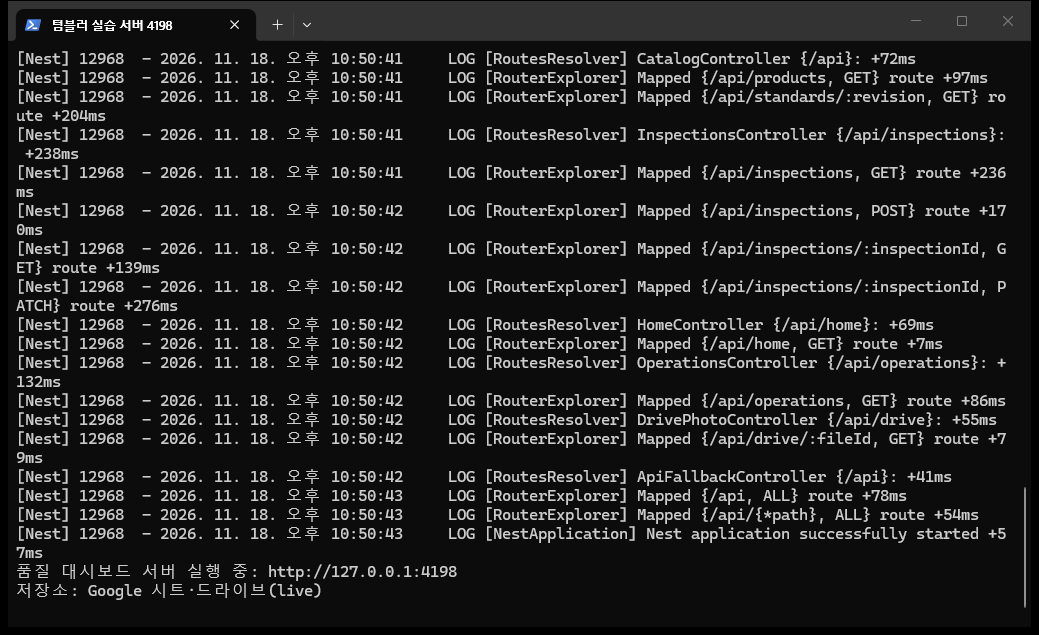 텀블러 실습 서버 4198
[Nest] 12968  - 2026. 11. 18. 오후 10:50:41     LOG [RoutesResolver] CatalogController {/api}: +72ms
[Nest] 12968  - 2026. 11. 18. 오후 10:50:41     LOG [RouterExplorer] Mapped {/api/products, GET} route +97ms
[Nest] 12968  - 2026. 11. 18. 오후 10:50:41     LOG [RouterExplorer] Mapped {/api/standards/:revision, GET} ro
ute +204ms
[Nest] 12968  - 2026. 11. 18. 오후 10:50:41     LOG [RoutesResolver] InspectionsController {/api/inspections}:
 +238ms
[Nest] 12968  - 2026. 11. 18. 오후 10:50:41     LOG [RouterExplorer] Mapped {/api/inspections, GET} route +236
ms
[Nest] 12968  - 2026. 11. 18. 오후 10:50:42     LOG [RouterExplorer] Mapped {/api/inspections, POST} route +17
0ms
[Nest] 12968  - 2026. 11. 18. 오후 10:50:42     LOG [RouterExplorer] Mapped {/api/inspections/:inspectionId, G
ET} route +139ms
[Nest] 12968  - 2026. 11. 18. 오후 10:50:42     LOG [RouterExplorer] Mapped {/api/inspections/:inspectionId, P
ATCH} route +276ms
[Nest] 12968  - 2026. 11. 18. 오후 10:50:42     LOG [RoutesResolver] HomeController {/api/home}: +69ms
[Nest] 12968  - 2026. 11. 18. 오후 10:50:42     LOG [RouterExplorer] Mapped {/api/home, GET} route +7ms
[Nest] 12968  - 2026. 11. 18. 오후 10:50:42     LOG [RoutesResolver] OperationsController {/api/operations}: +
132ms
[Nest] 12968  - 2026. 11. 18. 오후 10:50:42     LOG [RouterExplorer] Mapped {/api/operations, GET} route +86ms
[Nest] 12968  - 2026. 11. 18. 오후 10:50:42     LOG [RoutesResolver] DrivePhotoController {/api/drive}: +55ms
[Nest] 12968  - 2026. 11. 18. 오후 10:50:42     LOG [RouterExplorer] Mapped {/api/drive/:fileId, GET} route +7
9ms
[Nest] 12968  - 2026. 11. 18. 오후 10:50:42     LOG [RoutesResolver] ApiFallbackController {/api}: +41ms
[Nest] 12968  - 2026. 11. 18. 오후 10:50:43     LOG [RouterExplorer] Mapped {/api, ALL} route +78ms
[Nest] 12968  - 2026. 11. 18. 오후 10:50:43     LOG [RouterExplorer] Mapped {/api/{*path}, ALL} route +54ms
[Nest] 12968  - 2026. 11. 18. 오후 10:50:43     LOG [NestApplication] Nest application successfully started +5
7ms
품질 대시보드 서버 실행 중: http://127.0.0.1:4198
저장소: Google 시트·드라이브(live)